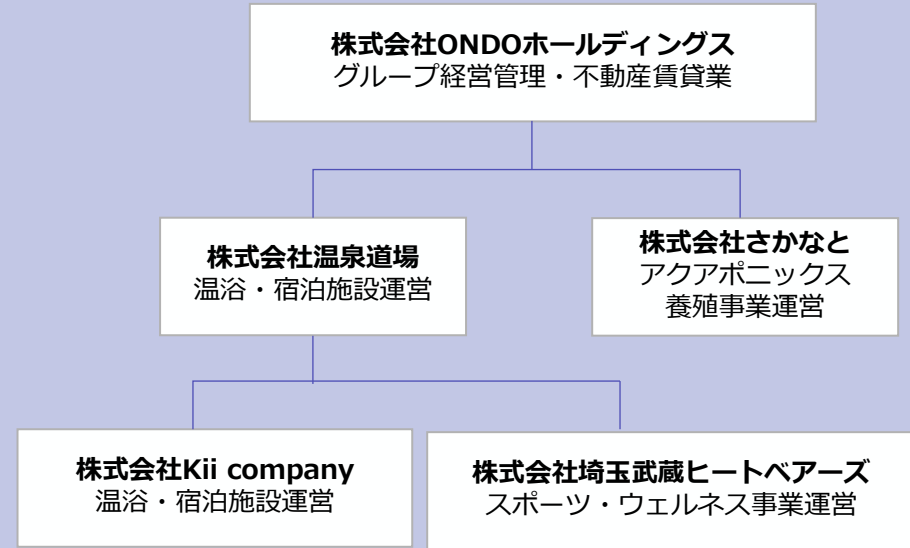 株式会社ONDOホールディングス
グループ経営管理・不動産賃貸業
株式会社温泉道場
温浴・宿泊施設運営
株式会社さかなと
アクアポニックス
養殖事業運営
株式会社Kii company
温浴・宿泊施設運営
株式会社埼玉武蔵ヒートベアーズ
スポーツ・ウェルネス事業運営